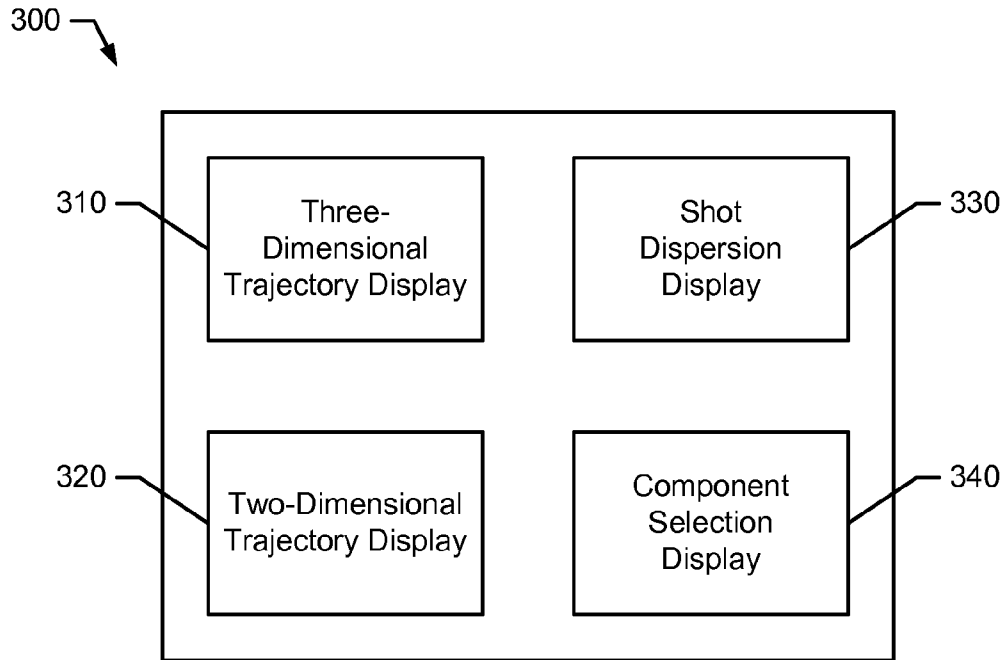 300
310
Three-
Dimensional
Trajectory Display
Shot
Dispersion
Display
330
320
Two-Dimensional
Trajectory Display
Component
Selection
Display
340